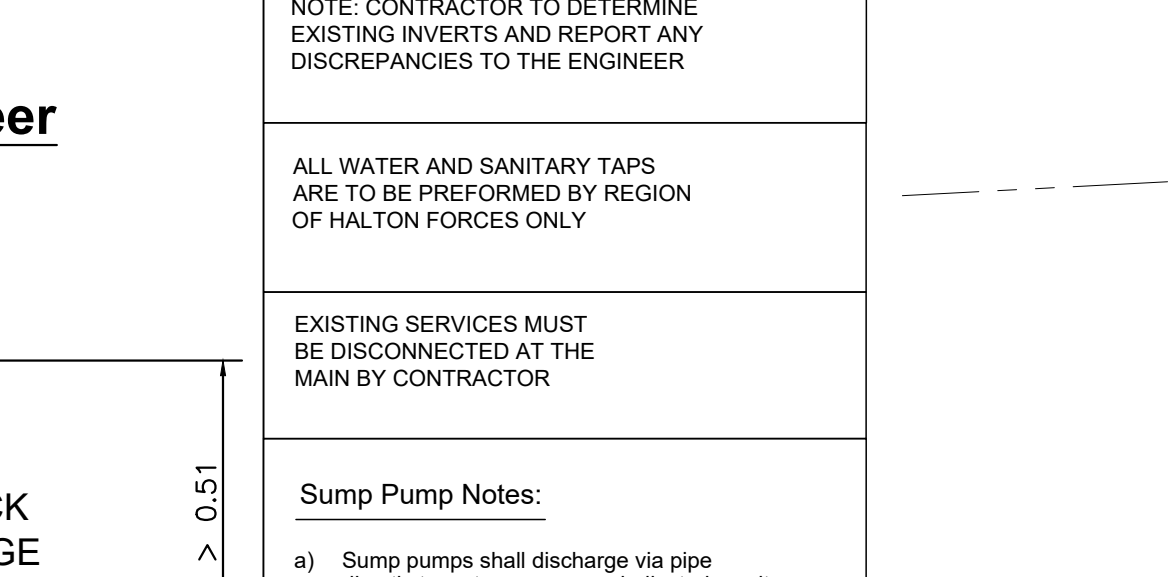 NOTE: CONTRACTOR TO DETERMINE
EXISTING INVERTS AND REPORT ANY
DISCREPANCIES TO THE ENGINEER
eer
ALL WATER AND SANITARY TAPS
ARE TO BE PREFORMED BY REGION
OF HALTON FORCES ONLY
EXISTING SERVICES MUST
BE DISCONNECTED AT THE
MAIN BY CONTRACTOR
> 0.51
CK
GE
Sump Pump Notes:
a) Sump pumps shall discharge via pipe